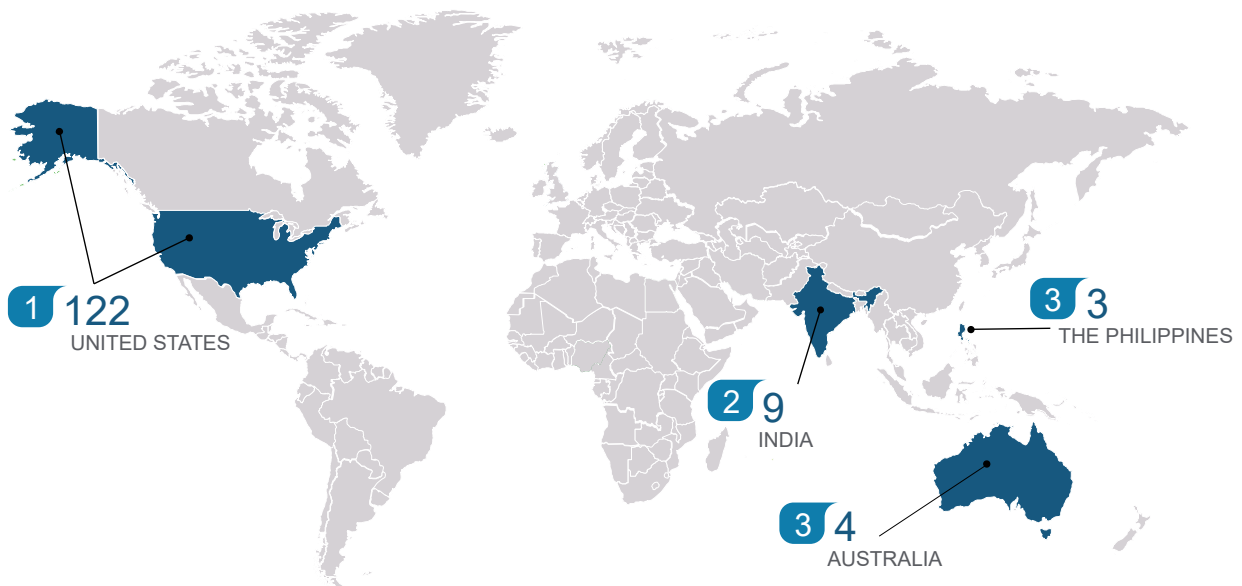 1 122
UNITED STATES
3 3
THE PHILIPPINES
2 9
INDIA
3 4
AUSTRALIA